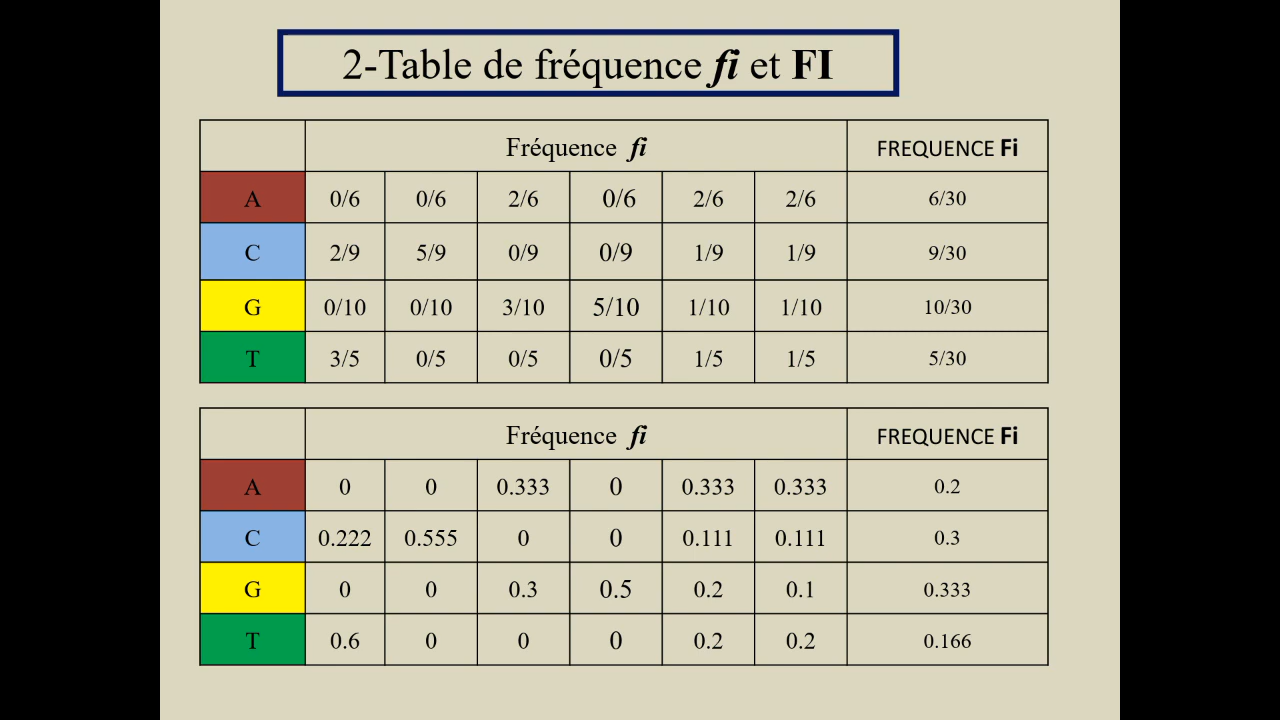 2-Table de fréquence fi et FI
Fréquence fi FREQUENCE Fi
A 0/6 0/6 2/6 0/6 2/6 2/6 6/30
C 2/9 5/9 0/9 0/9 1/9 1/9 9/30
G 0/10 0/10 3/10 5/10 1/10 1/10 10/30
T 3/5 0/5 0/5 0/5 1/5 1/5 5/30
Fréquence fi FREQUENCE Fi
A 0 0 0.333 0 0.333 0.333 0.2
C 0.222 0.555 0 0 0.111 0.111 0.3
G 0 0 0.3 0.5 0.2 0.1 0.333
T 0.6 0 0 0 0.2 0.2 0.166